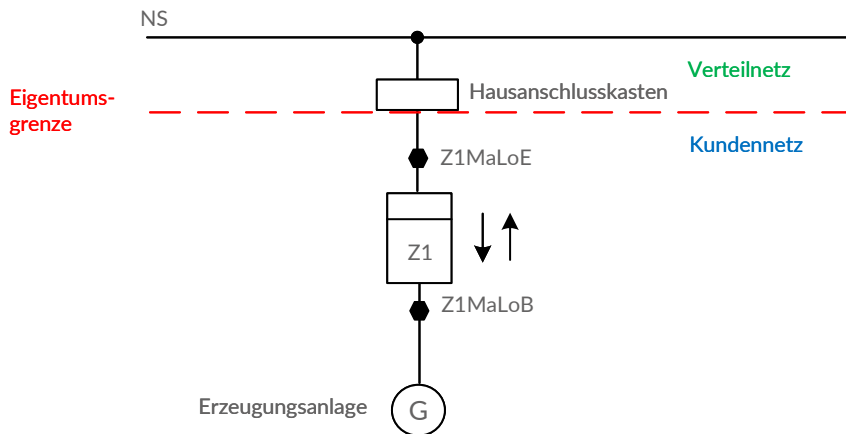 NS
Verteilnetz
Hausanschlusskasten
Eigentums-
grenze
Kundennetz
Z1MaLoE
Z1
Z1MaLoB
Erzeugungsanlage
G